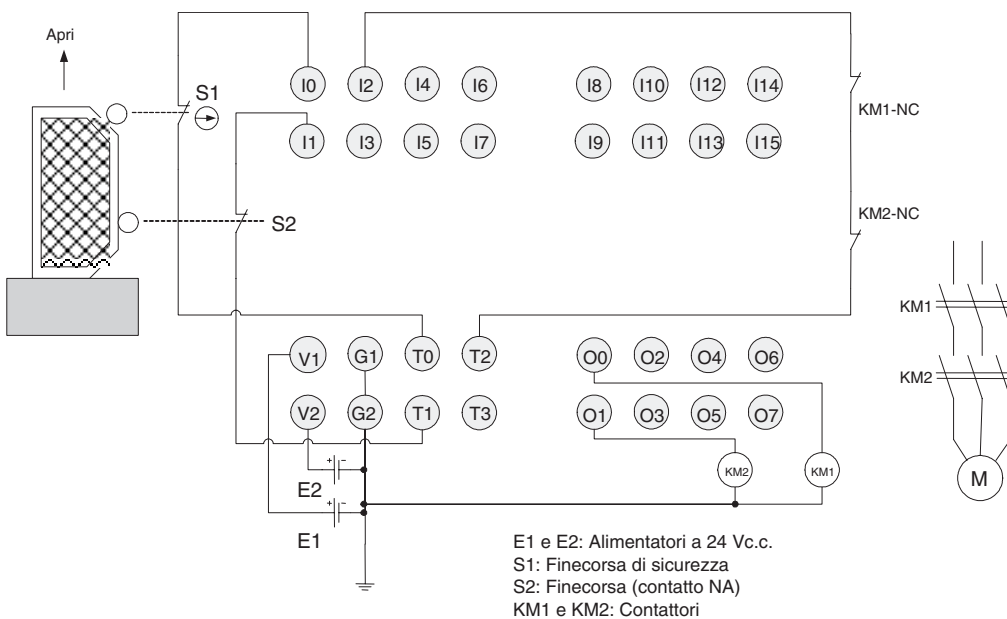 Apri
S1
S2
I0 I2 I4 I6 I8 I10 I12 I14
I1 I3 I5 I7 I9 I11 I13 I15
KM1-NC
KM2-NC
V1 G1 T0 T2 O0 O2 O4 O6
V2 G2 T1 T3 O1 O3 O5 O7
KM1
KM2
M
KM2 KM1
+ −
E2
+ −
E1
E1 e E2: Alimentatori a 24 Vc.c.
S1: Finecorsa di sicurezza
S2: Finecorsa (contatto NA)
KM1 e KM2: Contattori